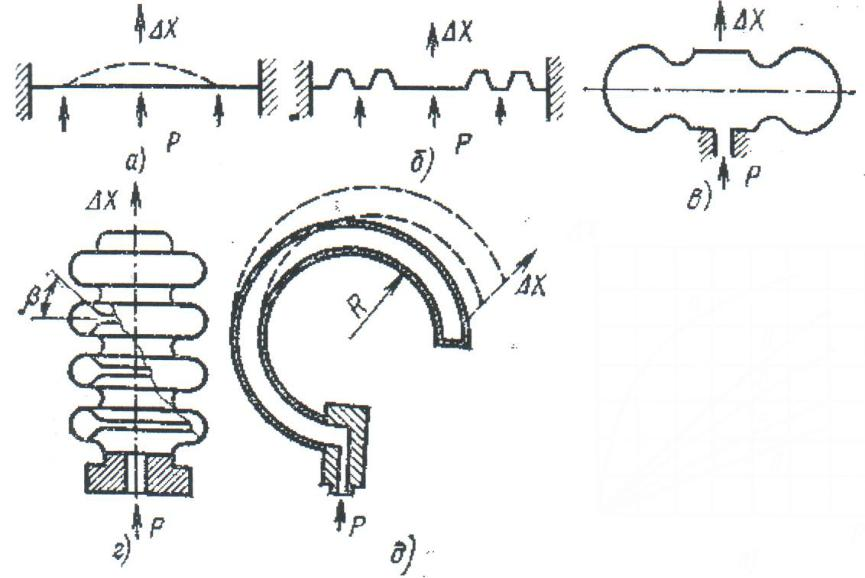 ΔX ΔX ΔX
P P P
а) б) в)
ΔX
β R ΔX
P P
г) д)